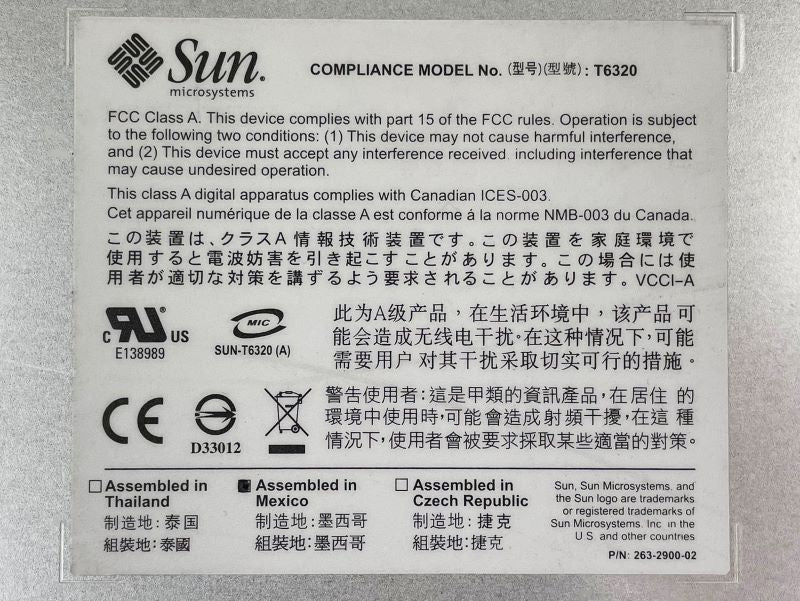 Sun
microsystems
COMPLIANCE MODEL No. (型号)(型號) : T6320
FCC Class A. This device complies with part 15 of the FCC rules. Operation is subject
to the following two conditions: (1) This device may not cause harmful interference,
and (2) This device must accept any interference received, including interference that
may cause undesired operation.
This class A digital apparatus complies with Canadian ICES-003.
Cet appareil numérique de la classe A est conforme á la norme NMB-003 du Canada.
この装置は、クラスA 情報技術装置です。この装置を家庭環境で
使用すると電波妨害を引き起こすことがあります。この場合には使
用者が適切な対策を講ずるよう要求されることがあります。VCCI-A
c RU US
E138989
MIC
SUN-T6320 (A)
此为A级产品，在生活环境中，该产品可
能会造成无线电干扰。在这种情况下，可能
需要用户对其干扰采取切实可行的措施。
CE
D33012
警告使用者：這是甲類的資訊產品，在居住的
環境中使用時，可能會造成射頻干擾，在這種
情況下，使用者會被要求採取某些適當的對策。
Assembled in
Thailand
制造地: 泰国
組裝地: 泰國
Assembled in
Mexico
制造地: 墨西哥
組裝地: 墨西哥
Assembled in
Czech Republic
制造地: 捷克
組裝地: 捷克
Sun, Sun Microsystems, and
the Sun logo are trademarks
or registered trademarks of
Sun Microsystems, Inc. in the
U.S. and other countries
P/N: 263-2900-02